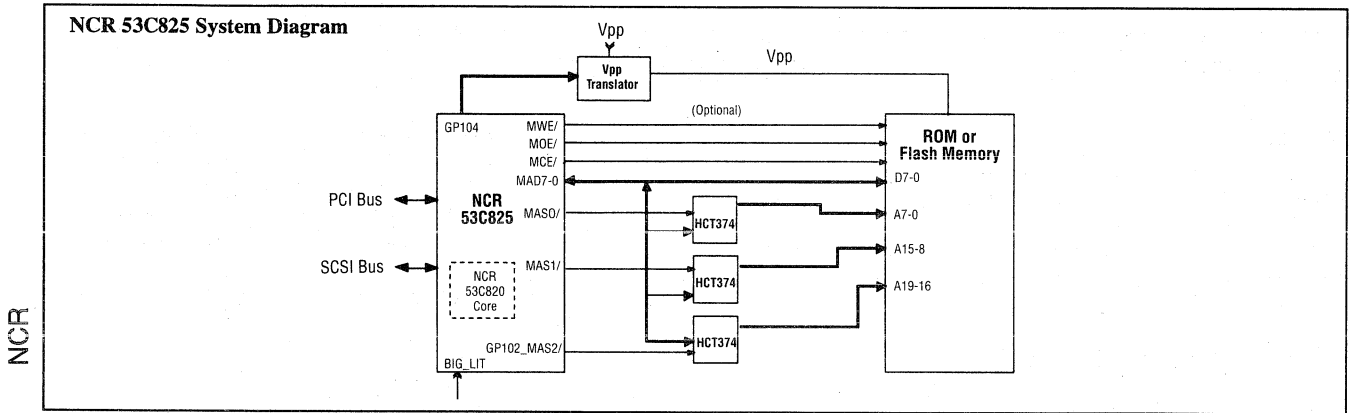 NCR 53C825 System Diagram
Vpp
Vpp
Translator
Vpp
(Optional)
GP104
MWE/
MOE/
MCE/
MAD7-0
NCR
53C825
MASO/
MAS1/
NCR
53C820
Core
GP102_MAS2/
BIG_LIT
PCI Bus
SCSI Bus
HCT374
HCT374
HCT374
ROM or
Flash Memory
D7-0
A7-0
A15-8
A19-16
NCR